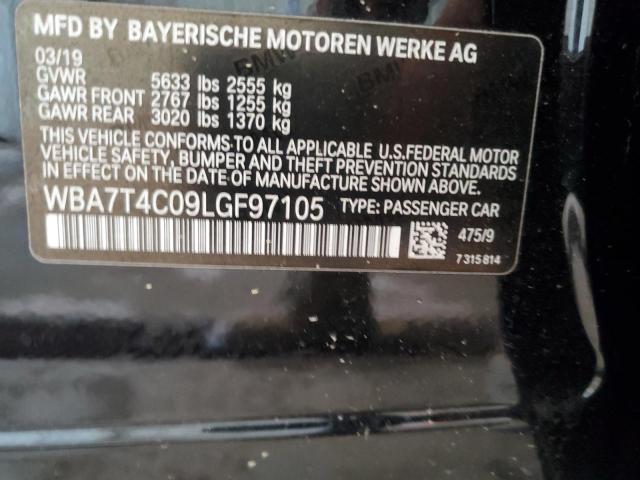 MFD BY BAYERISCHE MOTOREN WERKE AG
03/19
GVWR 5633 lbs 2555 kg
GAWR FRONT 2767 lbs 1255 kg
GAWR REAR 3020 lbs 1370 kg
THIS VEHICLE CONFORMS TO ALL APPLICABLE U.S.FEDERAL MOTOR
VEHICLE SAFETY, BUMPER AND THEFT PREVENTION STANDARDS
IN EFFECT ON THE DATE OF MANUFACTURE SHOWN ABOVE.
WBA7T4C09LGF97105 TYPE: PASSENGER CAR
475/9
7315814